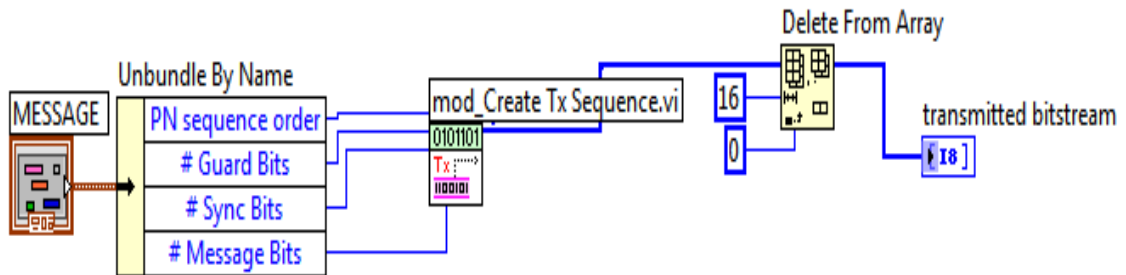 Delete From Array
Unbundle By Name
MESSAGE
PN sequence order
mod_Create Tx Sequence.vi
16
transmitted bitstream
# Guard Bits
0101101
0
I8
# Sync Bits
Tx
1100101
# Message Bits